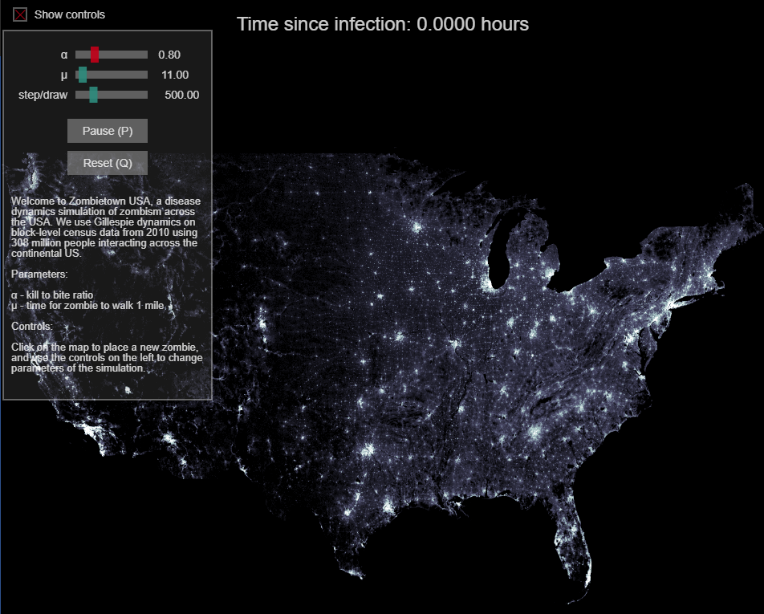 Show controls
Time since infection: 0.0000 hours
α 0.80
μ 11.00
step/draw 500.00
Pause (P)
Reset (Q)
Welcome to Zombietown USA, a disease
dynamics simulation of zombism across
the USA. We use Gillespie dynamics on
block-level census data from 2010 using
308 million people interacting across the
continental US.
Parameters:
α - kill to bite ratio
μ - time for zombie to walk 1 mile
Controls:
Click on the map to place a new zombie,
and use the controls on the left to change
parameters of the simulation.